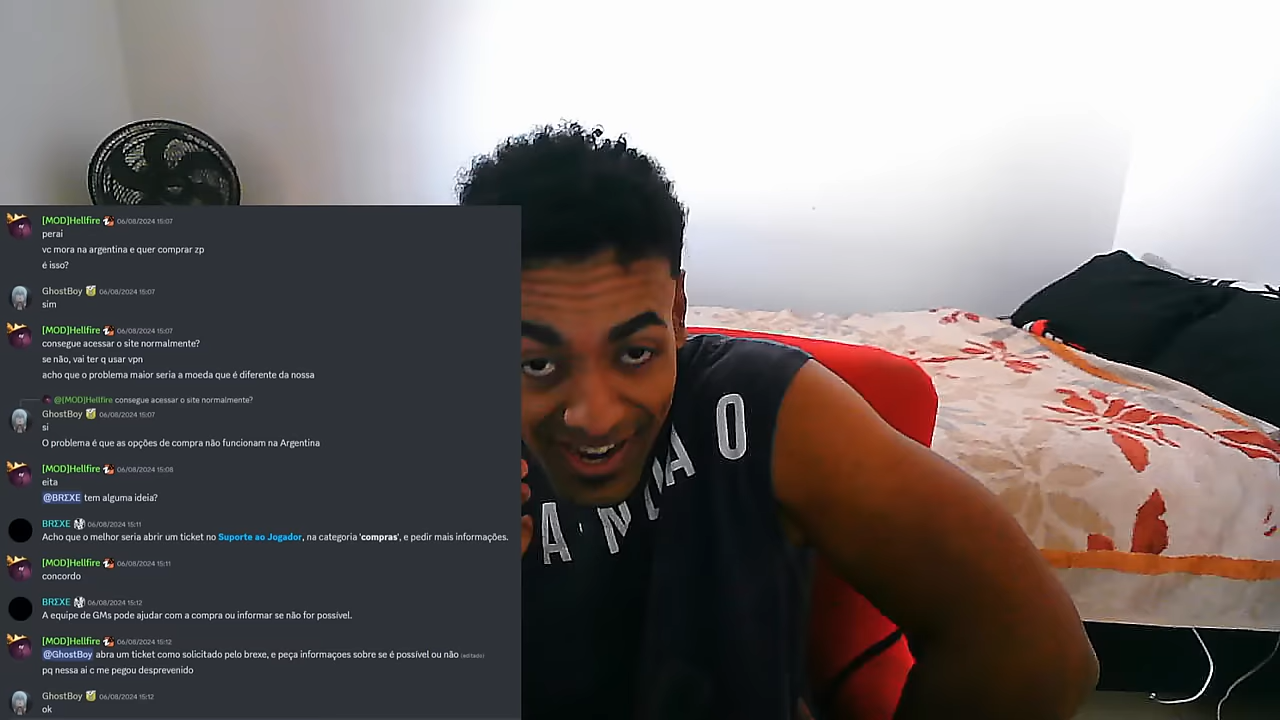 [MOD]Hellfire 06/08/2024 15:07
perai
vc mora na argentina e quer comprar zp
é isso?
GhostBoy 06/08/2024 15:07
sim
[MOD]Hellfire 06/08/2024 15:07
consegue acessar o site normalmente?
se não, vai ter q usar vpn
acho que o problema maior seria a moeda que é diferente da nossa
@[MOD]Hellfire consegue acessar o site normalmente?
GhostBoy 06/08/2024 15:07
si
O problema é que as opções de compra não funcionam na Argentina
[MOD]Hellfire 06/08/2024 15:08
eita
@BRΣXE tem alguma ideia?
BRΣXE 06/08/2024 15:11
Acho que o melhor seria abrir um ticket no Suporte ao Jogador, na categoria 'compras', e pedir mais informações.
[MOD]Hellfire 06/08/2024 15:11
concordo
BRΣXE 06/08/2024 15:12
A equipe de GMs pode ajudar com a compra ou informar se não for possível.
[MOD]Hellfire 06/08/2024 15:12
@GhostBoy abra um ticket como solicitado pelo brexe, e peça informaçoes sobre se é possivel ou não (editado)
pq nessa ai c me pegou desprevenido
GhostBoy 06/08/2024 15:12
ok